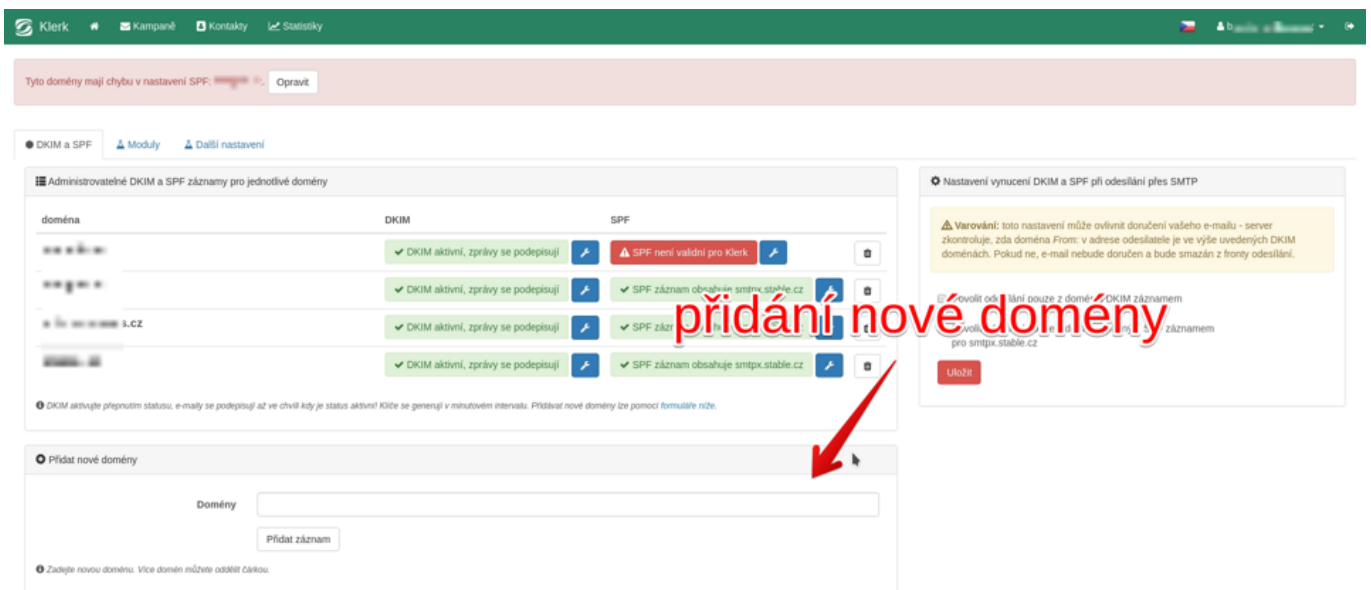 Klerk Kampaně Kontakty Statistiky
Tyto domény mají chybu v nastavení SPF: Opravit
DKIM a SPF Moduly Další nastavení
Administrovatelné DKIM a SPF záznamy pro jednotlivé domény
doména DKIM SPF
DKIM aktivní, zprávy se podepisují SPF není validní pro Klerk
DKIM aktivní, zprávy se podepisují SPF záznam obsahuje smtpx.stable.cz
s.cz DKIM aktivní, zprávy se podepisují
DKIM aktivní, zprávy se podepisují SPF záznam obsahuje smtpx.stable.cz
DKIM aktivujte přepnutím statusu, e-maily se podepisují až ve chvíli kdy je status aktivní! Klíče se generují v minutovém intervalu. Přidávat nové domény lze pomocí formuláře níže.
Nastavení vynucení DKIM a SPF při odesílání přes SMTP
Varování: toto nastavení může ovlivnit doručení vašeho e-mailu - server
zkontroluje, zda doména From: v adrese odesilatele je ve výše uvedených DKIM
doménách. Pokud ne, e-mail nebude doručen a bude smazán z fronty odesílání.
pouze z DKIM záznamem
záznamem
pro smtpx.stable.cz
Uložit
přidání nové domény
Přidat nové domény
Domény
Přidat záznam
Zadejte novou doménu. Více domén můžete oddělit čárkou.